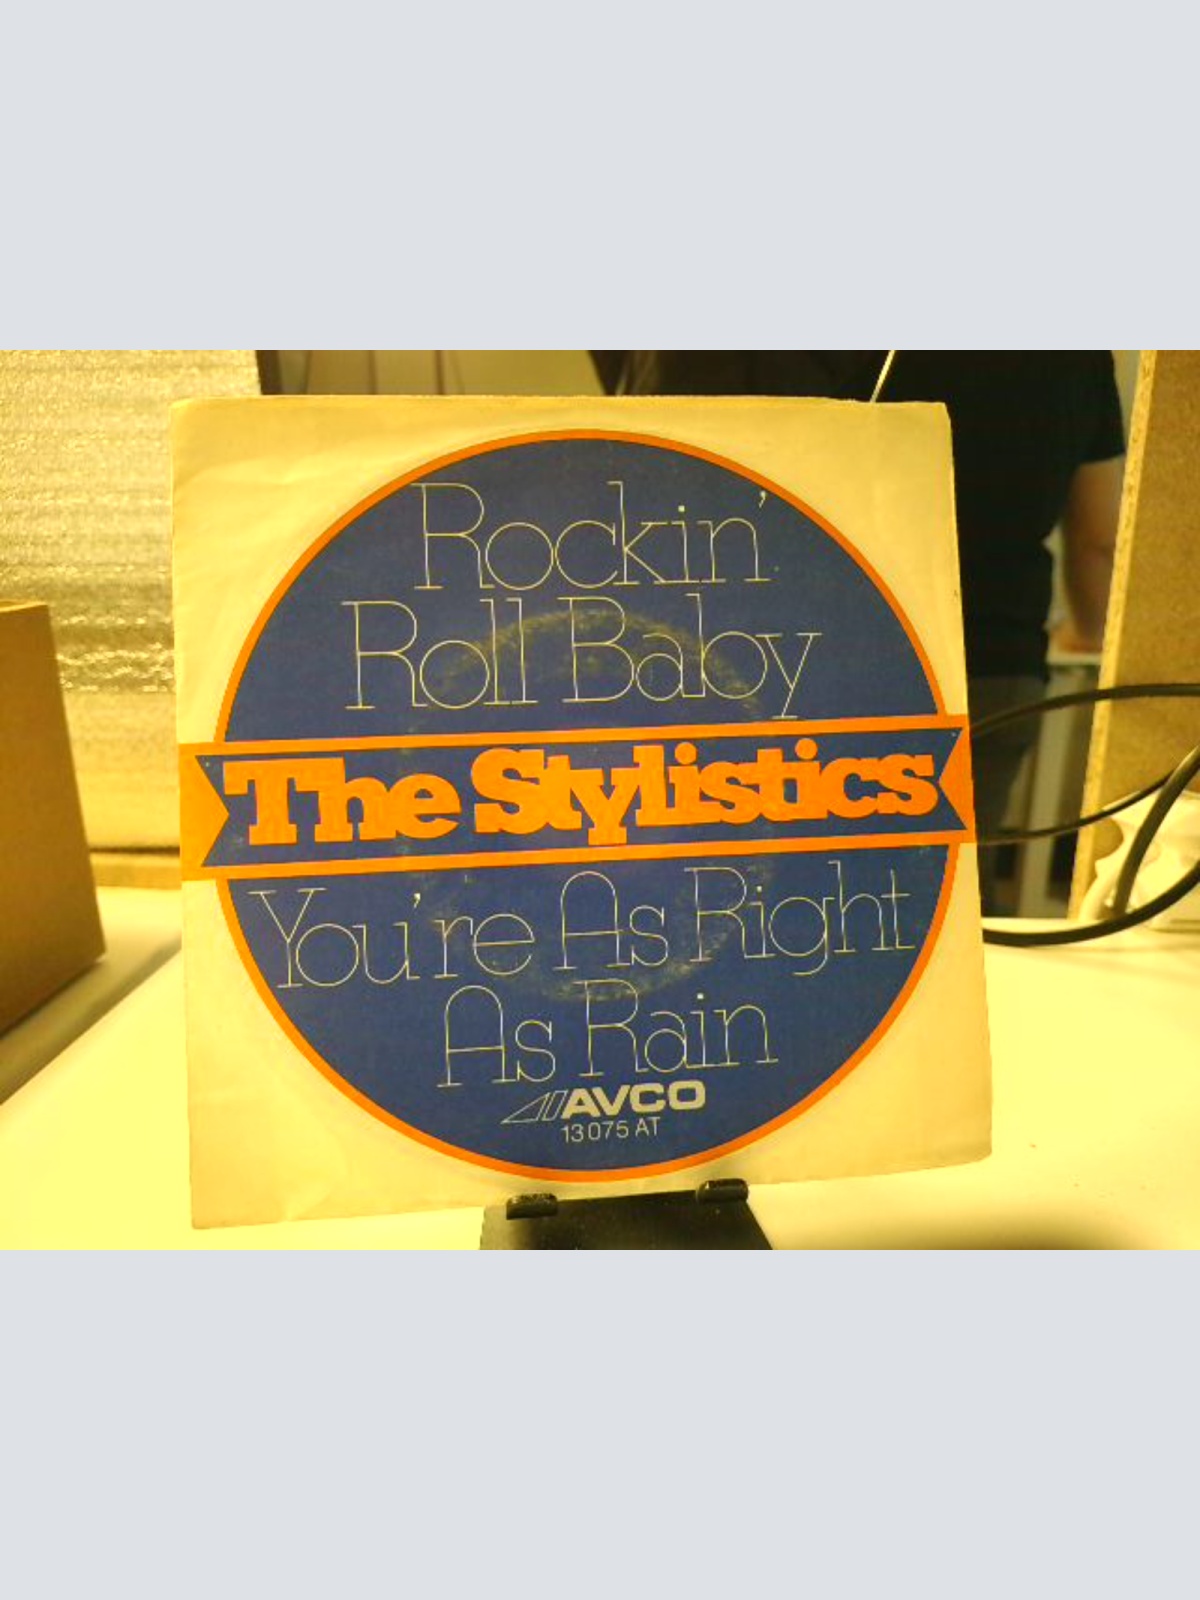 Rockin'
Roll Baby
The Stylistics
You're As Right
As Rain
AVCO
13 075 AT